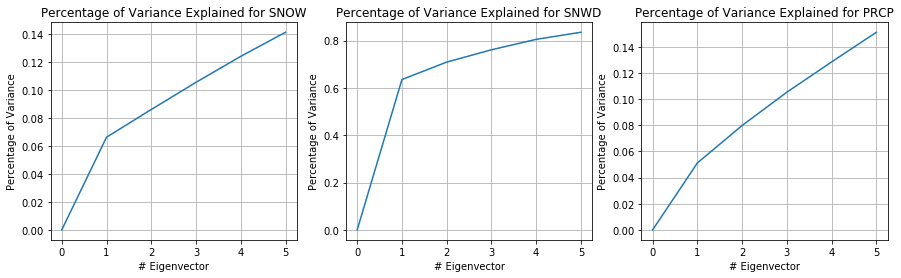 Percentage of Variance Explained for SNOW
Percentage of Variance
0.14
0.12
0.10
0.08
0.06
0.04
0.02
0.00
0 1 2 3 4 5
# Eigenvector
Percentage of Variance Explained for SNWD
Percentage of Variance
0.8
0.6
0.4
0.2
0.0
0 1 2 3 4 5
# Eigenvector
Percentage of Variance Explained for PRCP
Percentage of Variance
0.14
0.12
0.10
0.08
0.06
0.04
0.02
0.00
0 1 2 3 4 5
# Eigenvector